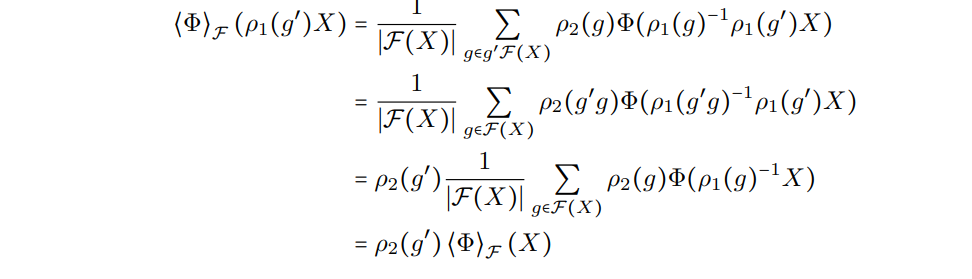 ⟨Φ⟩_ℱ (ρ₁(g′)X) = 1/|ℱ(X)| ∑_{g∈g′ℱ(X)} ρ₂(g)Φ(ρ₁(g)⁻¹ρ₁(g′)X)
= 1/|ℱ(X)| ∑_{g∈ℱ(X)} ρ₂(g′g)Φ(ρ₁(g′g)⁻¹ρ₁(g′)X)
= ρ₂(g′) 1/|ℱ(X)| ∑_{g∈ℱ(X)} ρ₂(g)Φ(ρ₁(g)⁻¹X)
= ρ₂(g′) ⟨Φ⟩_ℱ (X)